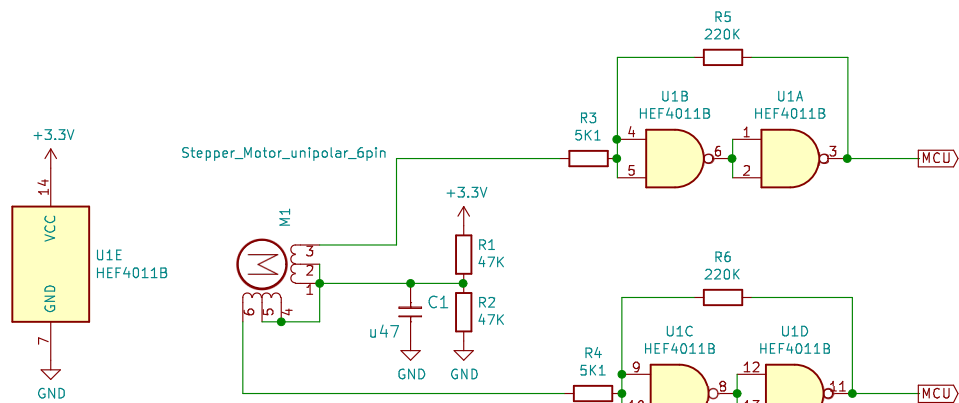 R5
220K
U1B
HEF4011B
U1A
HEF4011B
R3
5K1
4
5
6
1
2
3
MCU
+3.3V
14
VCC
GND
7
GND
U1E
HEF4011B
Stepper_Motor_unipolar_6pin
M1
M
3
2
1
6
5
4
+3.3V
R1
47K
R2
47K
C1
u47
GND
GND
R6
220K
U1C
HEF4011B
U1D
HEF4011B
R4
5K1
9
8
12
11
MCU